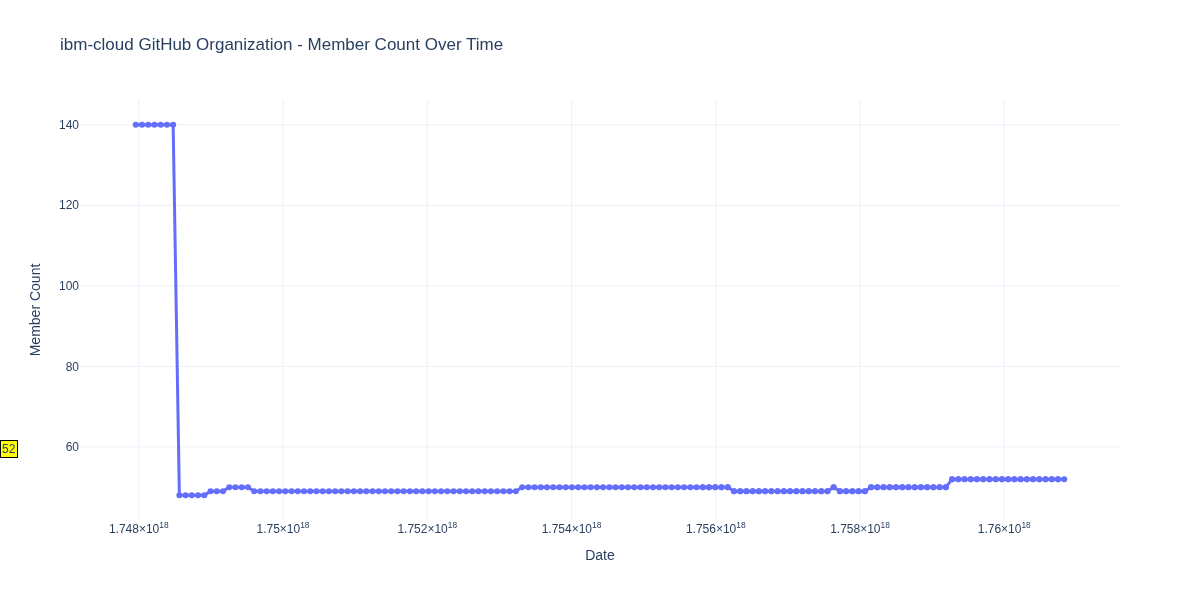 ibm-cloud GitHub Organization - Member Count Over Time
140
120
100
80
60
Member Count
52
1.748×10¹⁸ 1.75×10¹⁸ 1.752×10¹⁸ 1.754×10¹⁸ 1.756×10¹⁸ 1.758×10¹⁸ 1.76×10¹⁸
Date